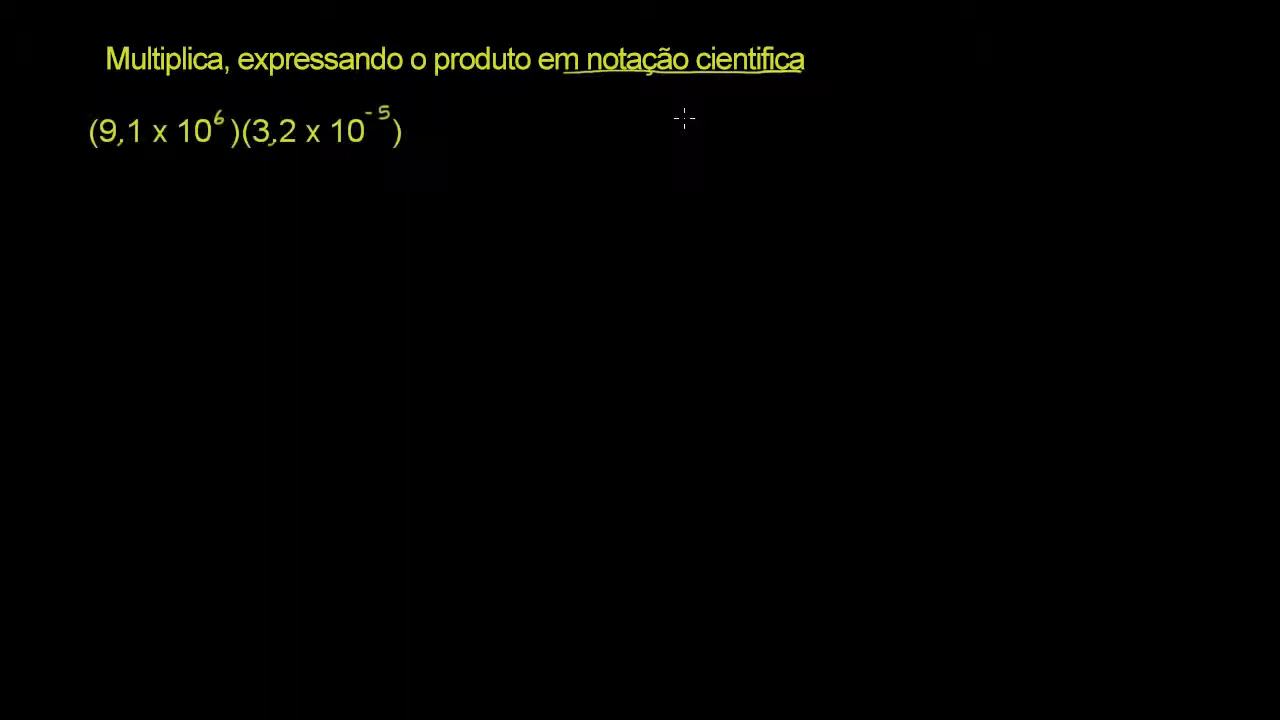 Multiplica, expressando o produto em notação cientifica
(9,1 x 10⁶)(3,2 x 10⁻⁵)